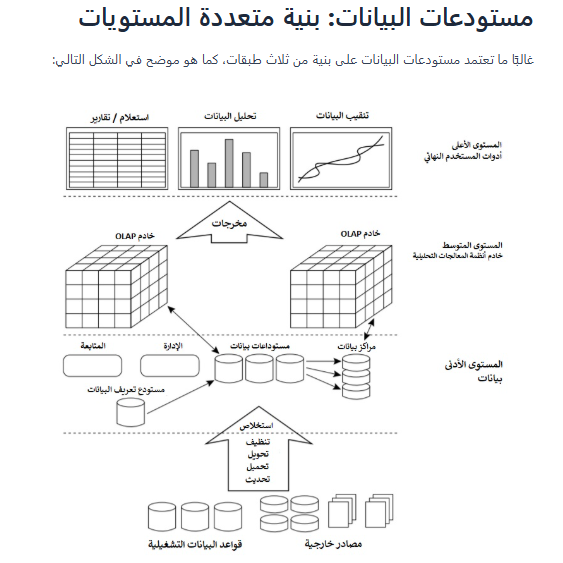 مستودعات البيانات: بنية متعددة المستويات
غالبًا ما تعتمد مستودعات البيانات على بنية من ثلاث طبقات، كما هو موضح في الشكل التالي:
تنقيب البيانات
تحليل البيانات
استعلام / تقارير
المستوى الأعلى
أدوات المستخدم النهائي
مخرجات
خادم OLAP
خادم OLAP
المستوى المتوسط
خادم أنظمة المعالجات التحليلية
مراكز بيانات
مستوداعات بيانات
الإدارة
المتابعة
المستوى الأدنى
بيانات
مستودع تعريف البيانات
استخلاص
تنظيف
تحويل
تحميل
تحديث
مصادر خارجية
قواعد البيانات التشغيلية